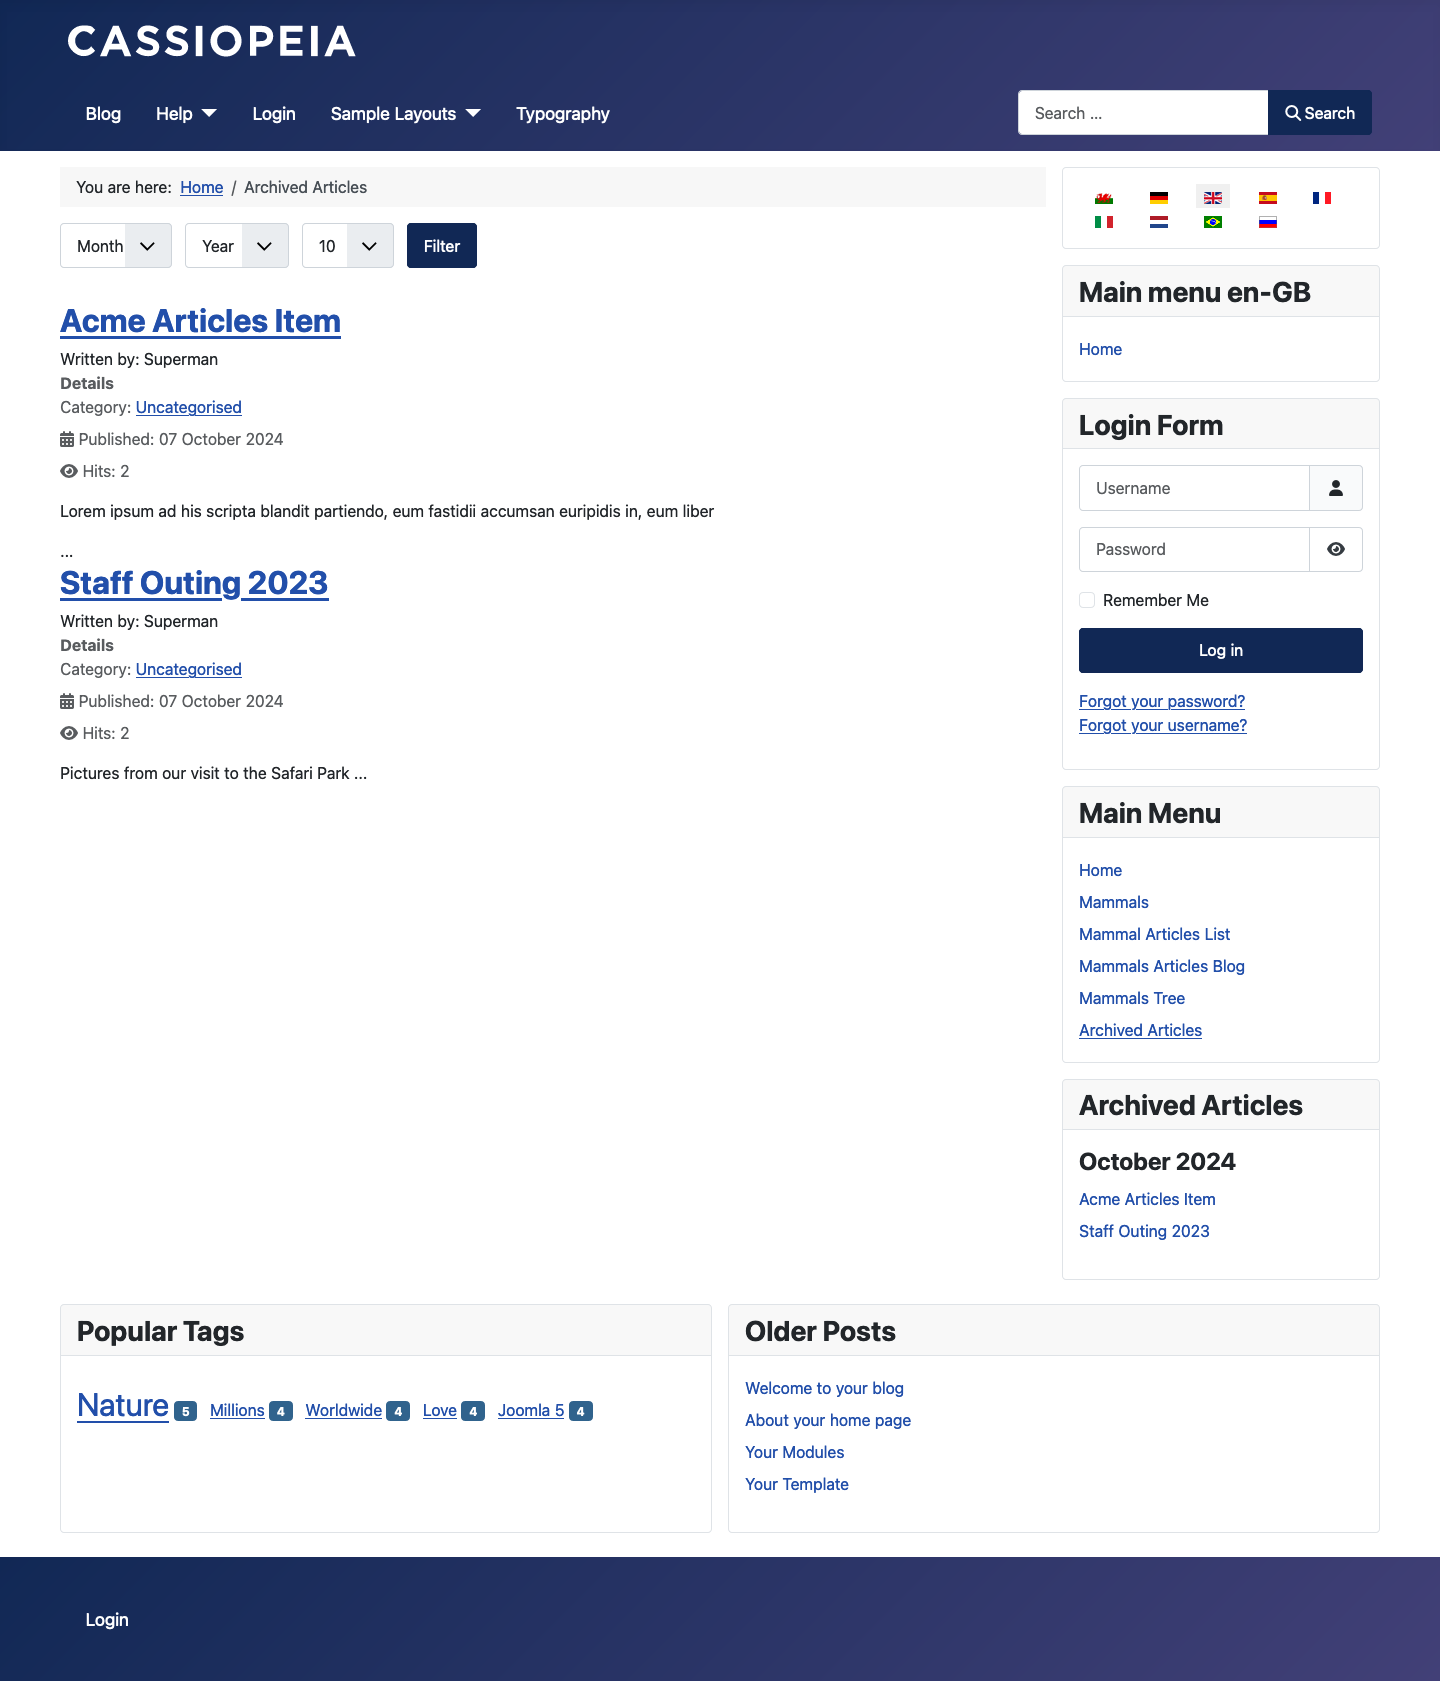 CASSIOPEIA
Blog Help Login Sample Layouts Typography
Search ... Search
You are here: Home / Archived Articles
Month Year 10 Filter
Acme Articles Item
Written by: Superman
Details
Category: Uncategorised
Published: 07 October 2024
Hits: 2
Lorem ipsum ad his scripta blandit partiendo, eum fastidii accumsan euripidis in, eum liber
...
Staff Outing 2023
Written by: Superman
Details
Category: Uncategorised
Published: 07 October 2024
Hits: 2
Pictures from our visit to the Safari Park ...
Main menu en-GB
Home
Login Form
Username
Password
Remember Me
Log in
Forgot your password?
Forgot your username?
Main Menu
Home
Mammals
Mammal Articles List
Mammals Articles Blog
Mammals Tree
Archived Articles
Archived Articles
October 2024
Acme Articles Item
Staff Outing 2023
Popular Tags
Nature 5 Millions 4 Worldwide 4 Love 4 Joomla 5 4
Older Posts
Welcome to your blog
About your home page
Your Modules
Your Template
Login